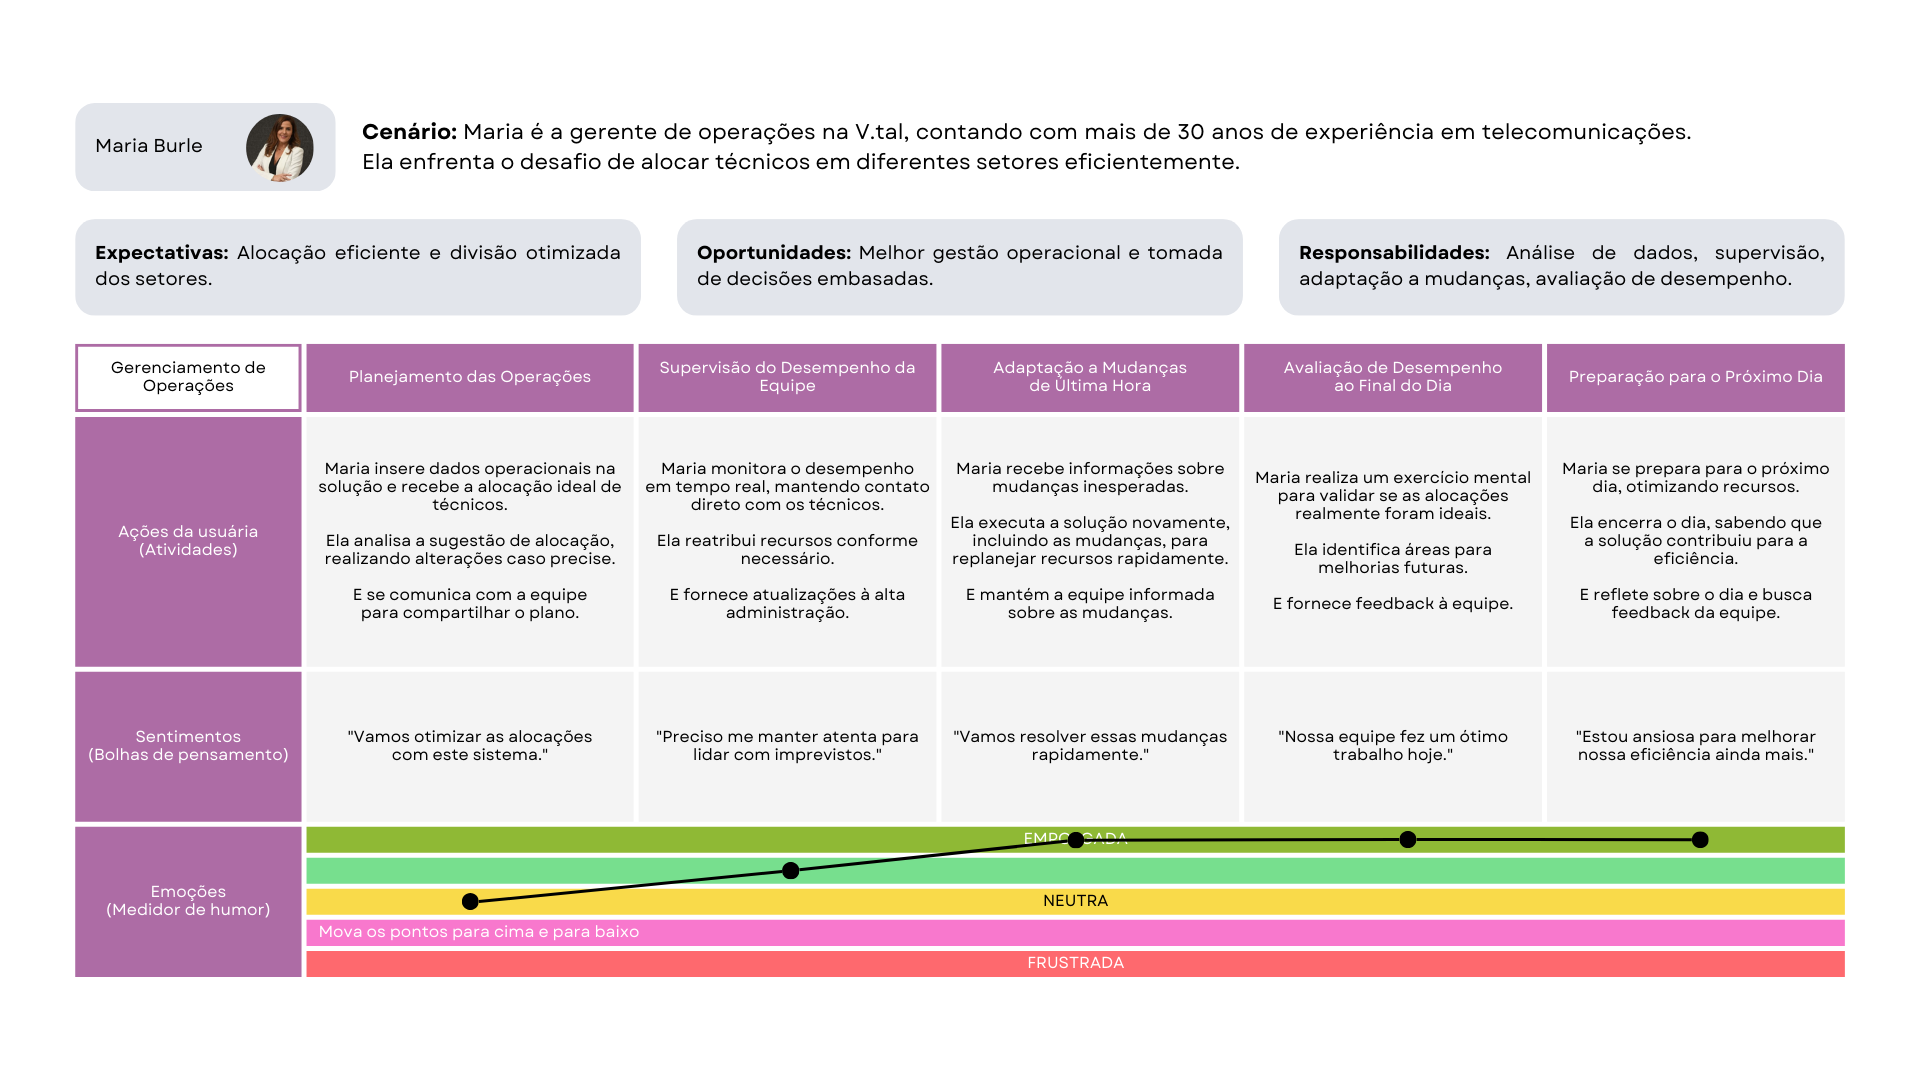 Maria Burle
Cenário: Maria é a gerente de operações na V.tal, contando com mais de 30 anos de experiência em telecomunicações.
Ela enfrenta o desafio de alocar técnicos em diferentes setores eficientemente.
Expectativas: Alocação eficiente e divisão otimizada
dos setores.
Oportunidades: Melhor gestão operacional e tomada
de decisões embasadas.
Responsabilidades: Análise de dados, supervisão,
adaptação a mudanças, avaliação de desempenho.
Gerenciamento de
Operações
Planejamento das Operações
Supervisão do Desempenho da
Equipe
Adaptação a Mudanças
de Última Hora
Avaliação de Desempenho
ao Final do Dia
Preparação para o Próximo Dia
Ações da usuária
(Atividades)
Maria insere dados operacionais na
solução e recebe a alocação ideal de
técnicos.
Ela analisa a sugestão de alocação,
realizando alterações caso precise.
E se comunica com a equipe
para compartilhar o plano.
Maria monitora o desempenho
em tempo real, mantendo contato
direto com os técnicos.
Ela reatribui recursos conforme
necessário.
E fornece atualizações à alta
administração.
Maria recebe informações sobre
mudanças inesperadas.
Ela executa a solução novamente,
incluindo as mudanças, para
replanejar recursos rapidamente.
E mantém a equipe informada
sobre as mudanças.
Maria realiza um exercício mental
para validar se as alocações
realmente foram ideais.
Ela identifica áreas para
melhorias futuras.
E fornece feedback à equipe.
Maria se prepara para o próximo
dia, otimizando recursos.
Ela encerra o dia, sabendo que
a solução contribuiu para a
eficiência.
E reflete sobre o dia e busca
feedback da equipe.
Sentimentos
(Bolhas de pensamento)
"Vamos otimizar as alocações
com este sistema."
"Preciso me manter atenta para
lidar com imprevistos."
"Vamos resolver essas mudanças
rapidamente."
"Nossa equipe fez um ótimo
trabalho hoje."
"Estou ansiosa para melhorar
nossa eficiência ainda mais."
Emoções
(Medidor de humor)
EMPOLGADA
NEUTRA
Mova os pontos para cima e para baixo
FRUSTRADA